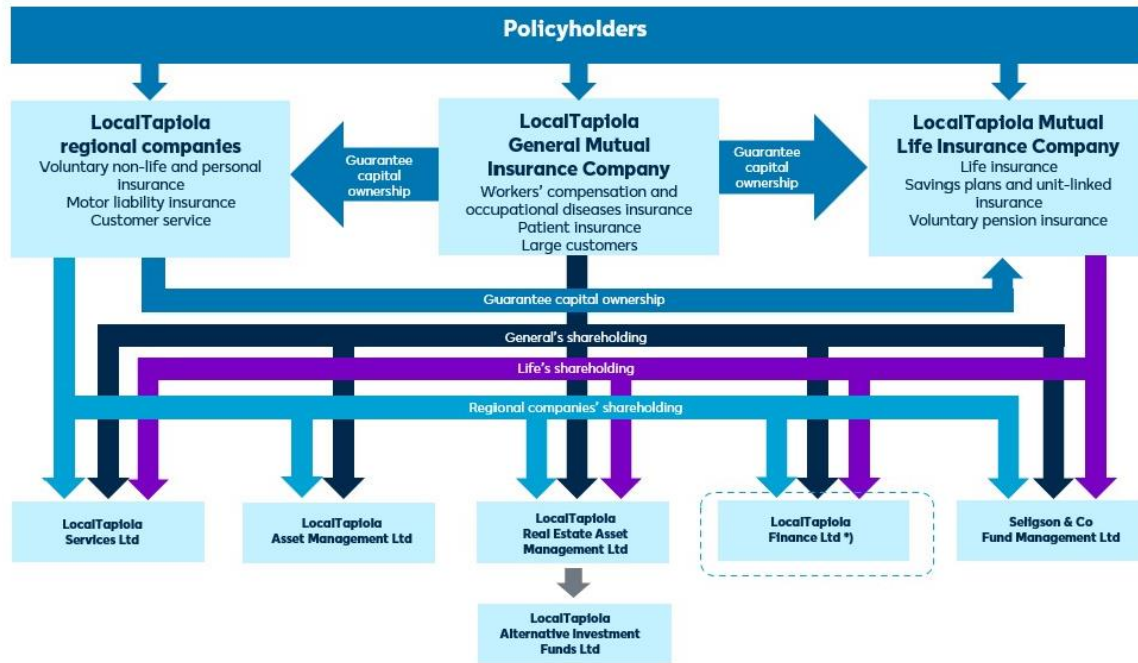 Policyholders
LocalTapiola
regional companies
Voluntary non-life and personal
insurance
Motor liability insurance
Customer service
Guarantee
capital
ownership
LocalTapiola
General Mutual
Insurance Company
Workers' compensation and
occupational diseases insurance
Patient insurance
Large customers
Guarantee
capital
ownership
LocalTapiola Mutual
Life Insurance Company
Life insurance
Savings plans and unit-linked
insurance
Voluntary pension insurance
Guarantee capital ownership
General's shareholding
Life's shareholding
Regional companies' shareholding
LocalTapiola
Services Ltd
LocalTapiola
Asset Management Ltd
LocalTapiola
Real Estate Asset
Management Ltd
LocalTapiola
Finance Ltd *)
Seligson & Co
Fund Management Ltd
LocalTapiola
Alternative Investment
Funds Ltd